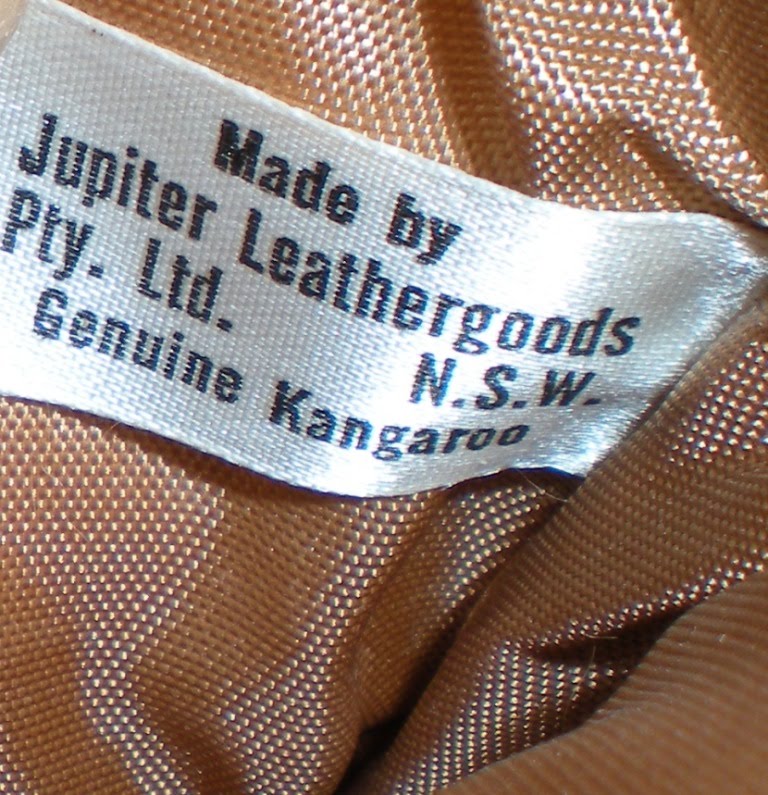 Made by
Jupiter Leathergoods
Pty. Ltd. N.S.W.
Genuine Kangaroo